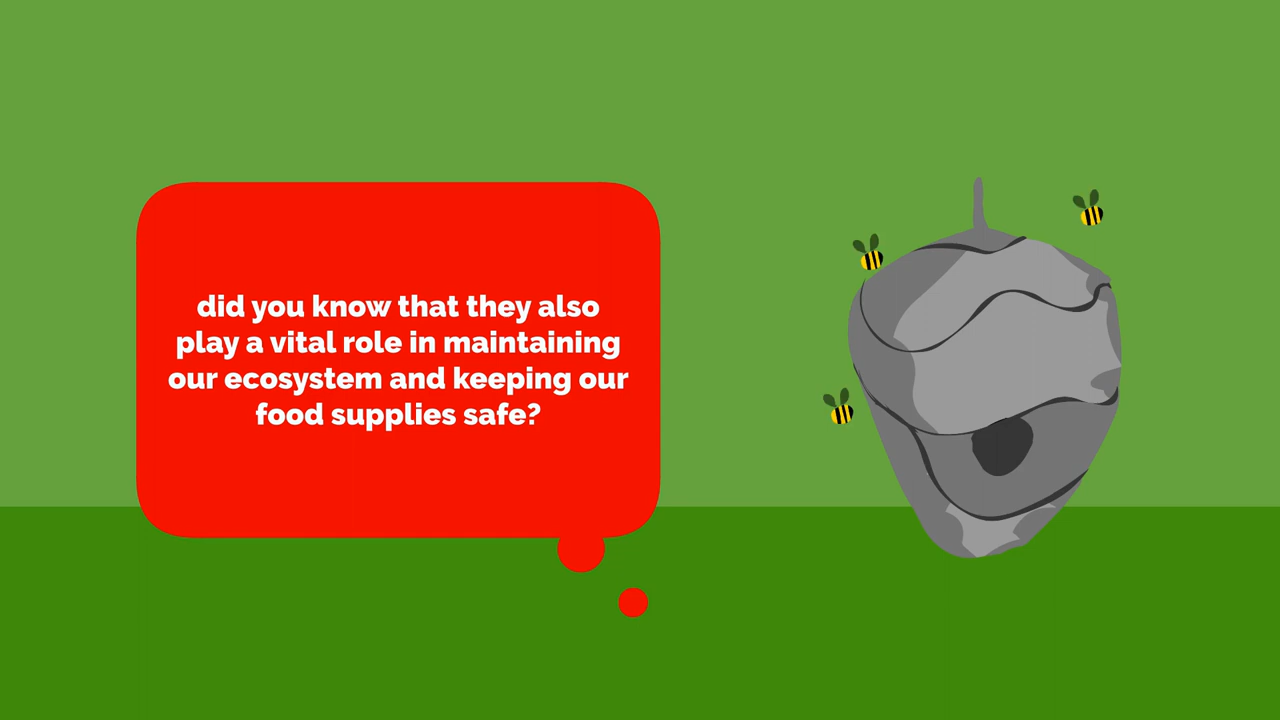 did you know that they also
play a vital role in maintaining
our ecosystem and keeping our
food supplies safe?